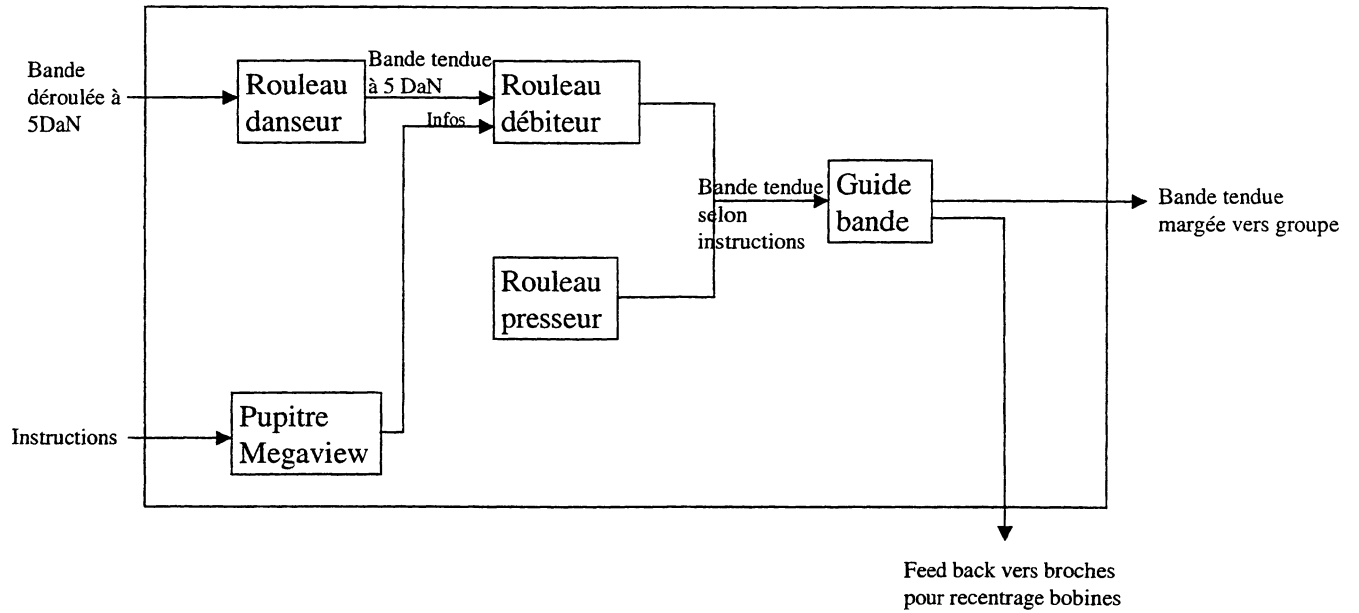 Bande
déroulée à
5DaN
Rouleau
danseur
Bande tendue
à 5 DaN
Infos
Rouleau
débiteur
Rouleau
presseur
Bande tendue
selon
instructions
Guide
bande
Bande tendue
margée vers groupe
Instructions
Pupitre
Megaview
Feed back vers broches
pour recentrage bobines